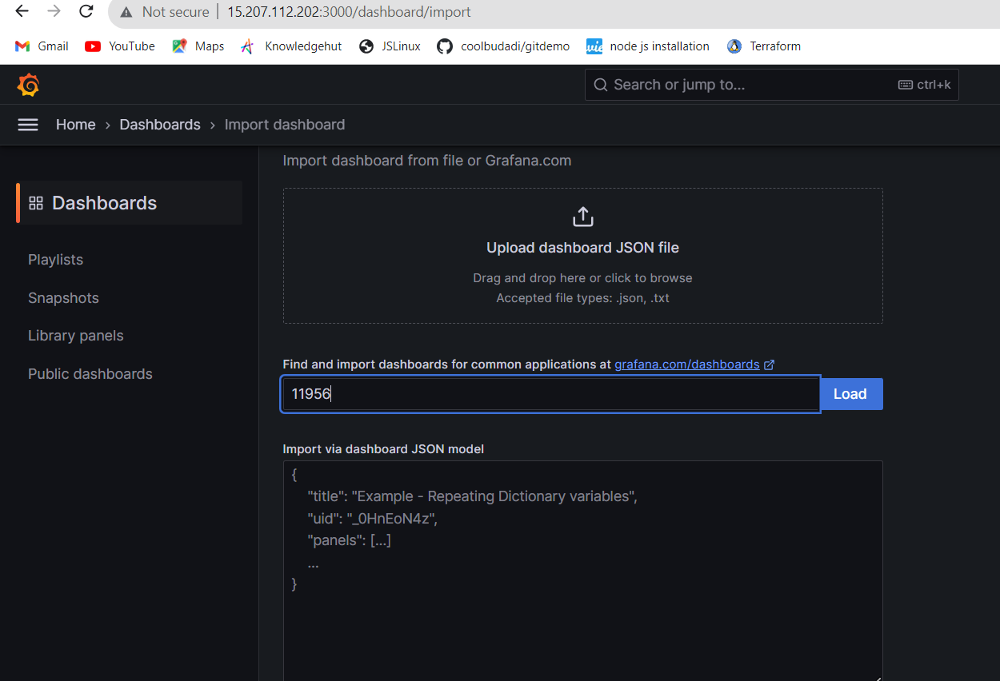 Not secure | 15.207.112.202:3000/dashboard/import
Gmail YouTube Maps Knowledgehut JSLinux coolbudadi/gitdemo node js installation Terraform
Search or jump to... ctrl+k
Home › Dashboards › Import dashboard
Import dashboard from file or Grafana.com
Dashboards
Playlists
Snapshots
Library panels
Public dashboards
Upload dashboard JSON file
Drag and drop here or click to browse
Accepted file types: .json, .txt
Find and import dashboards for common applications at grafana.com/dashboards
11956 Load
Import via dashboard JSON model
{
"title": "Example - Repeating Dictionary variables",
"uid": "_0HnEoN4z",
"panels": [...]
...
}